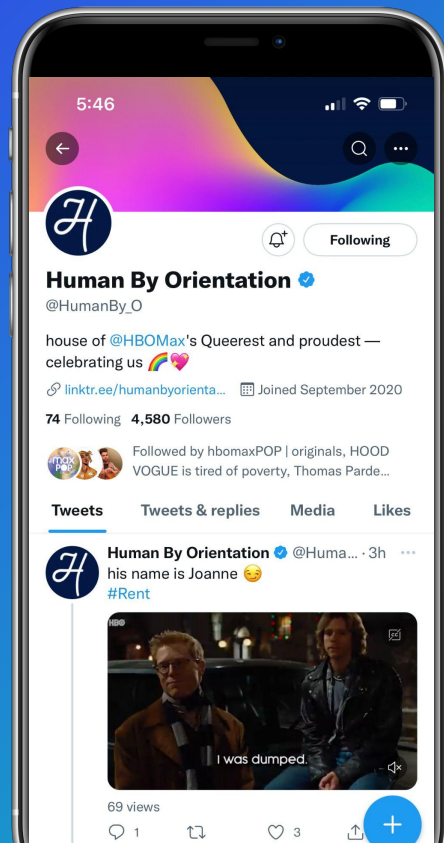 5:46
H
Human By Orientation
@HumanBy_O
house of @HBOMax's Queerest and proudest —
celebrating us 🌈💖
linktr.ee/humanbyorienta... Joined September 2020
74 Following 4,580 Followers
Following
max
POP
Followed by hbomaxPOP | originals, HOOD
VOGUE is tired of poverty, Thomas Parde...
Tweets Tweets & replies Media Likes
H
Human By Orientation @Huma... · 3h
his name is Joanne 😏
#Rent
HBO
CC
I was dumped.
69 views
1 3